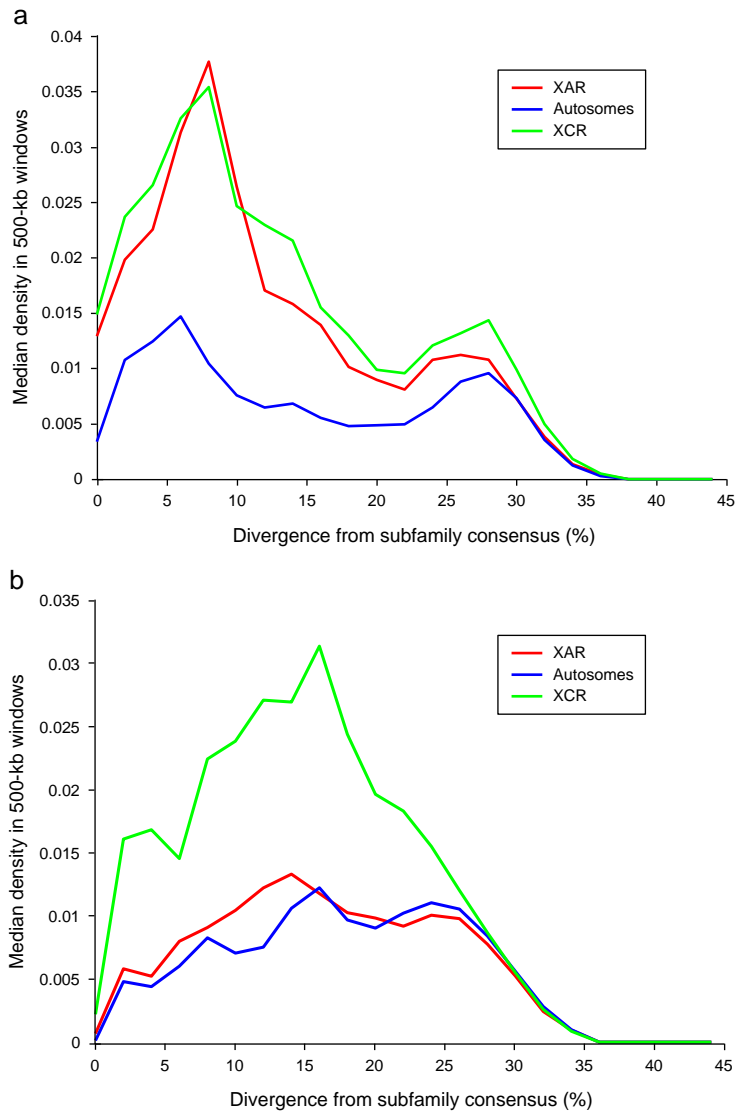 a
0.04
0.035
0.03
0.025
0.02
0.015
0.01
0.005
0
Median density in 500-kb windows
XAR
Autosomes
XCR
0 5 10 15 20 25 30 35 40 45
Divergence from subfamily consensus (%)
b
0.035
0.03
0.025
0.02
0.015
0.01
0.005
0
Median density in 500-kb windows
XAR
Autosomes
XCR
0 5 10 15 20 25 30 35 40 45
Divergence from subfamily consensus (%)